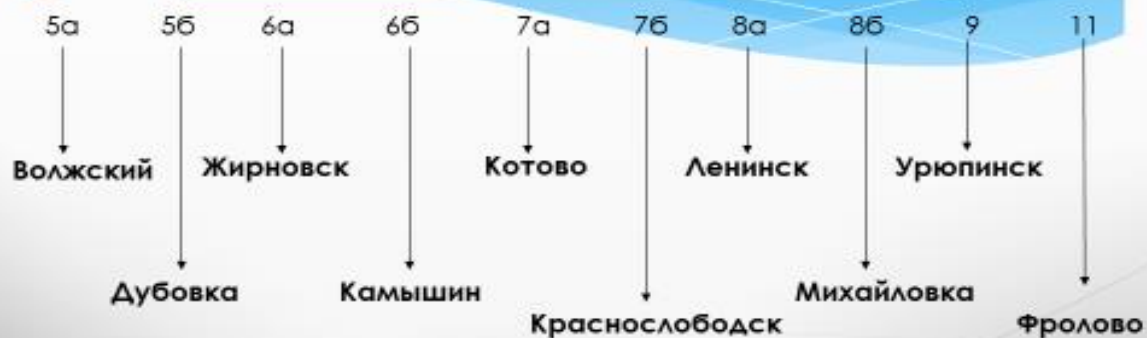 5а 5б 6а 6б 7а 7б 8а 8б 9 11
Волжский Жирновск Котово Ленинск Урюпинск
Дубовка Камышин Михайловка
Краснослободск Фролово